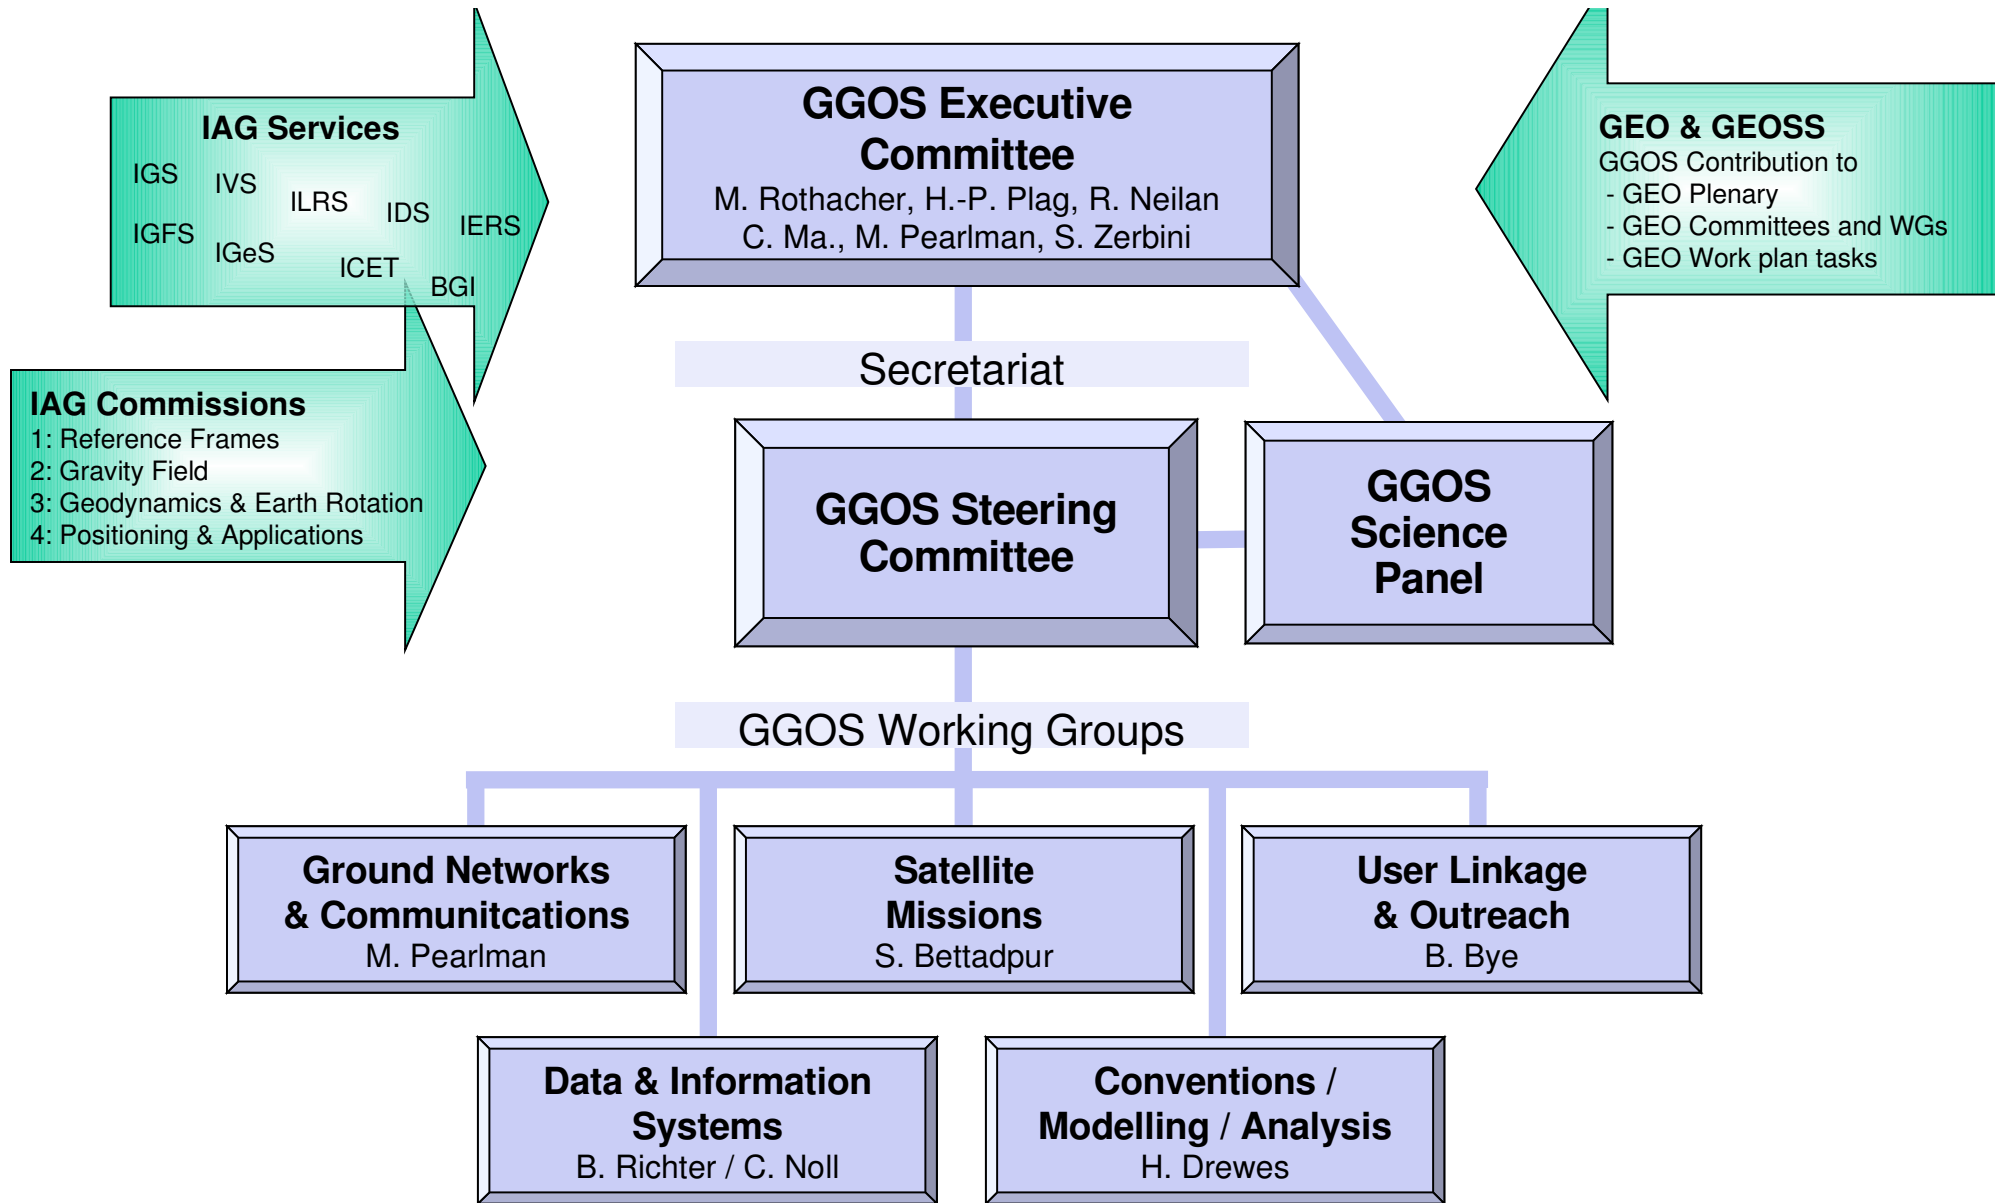 IAG Services
IGS
IVS
ILRS
IDS
IERS
IGFS
IGeS
ICET
BGI
IAG Commissions
1: Reference Frames
2: Gravity Field
3: Geodynamics & Earth Rotation
4: Positioning & Applications
GGOS Executive
Committee
M. Rothacher, H.-P. Plag, R. Neilan
C. Ma., M. Pearlman, S. Zerbini
GEO & GEOSS
GGOS Contribution to
- GEO Plenary
- GEO Committees and WGs
- GEO Work plan tasks
Secretariat
GGOS Steering
Committee
GGOS
Science
Panel
GGOS Working Groups
Ground Networks
& Communitcations
M. Pearlman
Satellite
Missions
S. Bettadpur
User Linkage
& Outreach
B. Bye
Data & Information
Systems
B. Richter / C. Noll
Conventions /
Modelling / Analysis
H. Drewes